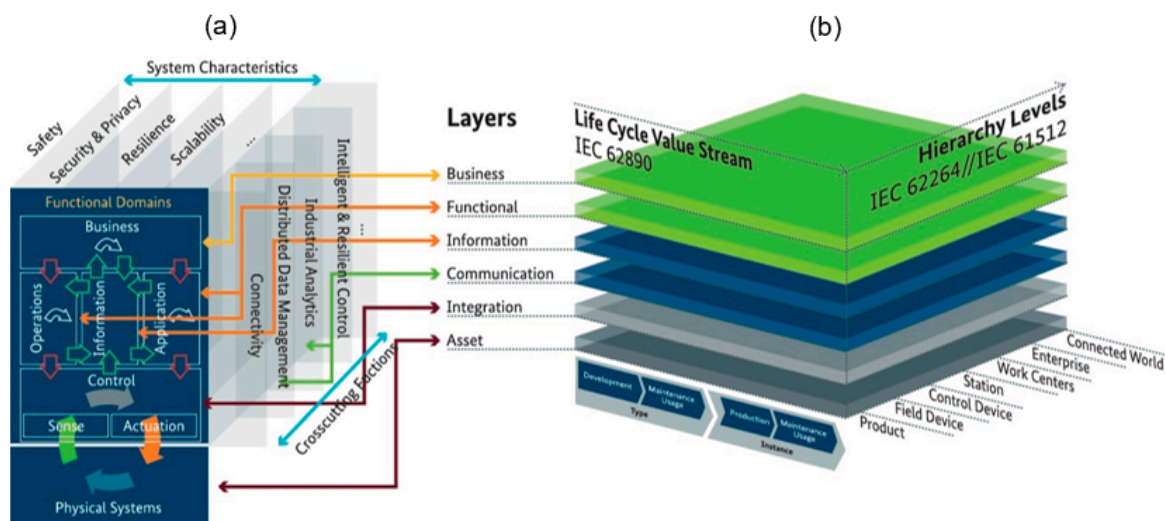 (a)
(b)
System Characteristics
Safety
Security & Privacy
Resilience
Scalability
...
Functional Domains
Business
Operations
Information
Application
Control
Sense
Actuation
Physical Systems
Connectivity
Distributed Data Management
Industrial Analytics
Intelligent & Resilient Control
...
Crosscutting Fuctions
Layers
Business
Functional
Information
Communication
Integration
Asset
Life Cycle Value Stream
IEC 62890
Hierarchy Levels
IEC 62264//IEC 61512
Development
Maintenance
Usage
Type
Production
Maintenance
Usage
Instance
Connected World
Enterprise
Work Centers
Station
Control Device
Field Device
Product